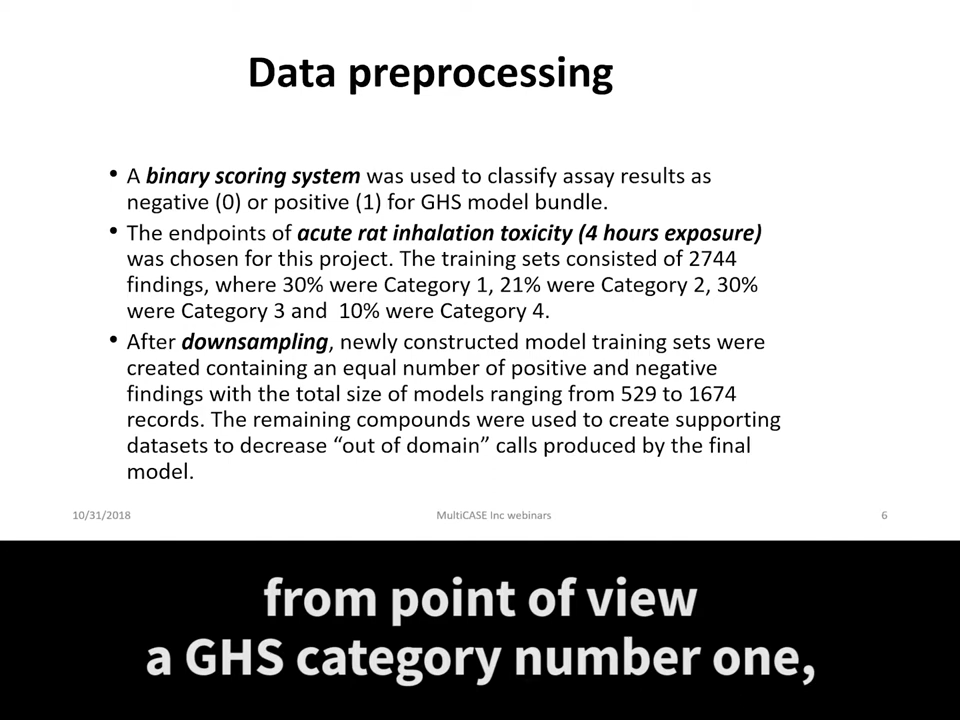 Data preprocessing
• A binary scoring system was used to classify assay results as
negative (0) or positive (1) for GHS model bundle.
• The endpoints of acute rat inhalation toxicity (4 hours exposure)
was chosen for this project. The training sets consisted of 2744
findings, where 30% were Category 1, 21% were Category 2, 30%
were Category 3 and  10% were Category 4.
• After downsampling, newly constructed model training sets were
created containing an equal number of positive and negative
findings with the total size of models ranging from 529 to 1674
records. The remaining compounds were used to create supporting
datasets to decrease “out of domain” calls produced by the final
model.
10/31/2018
MultiCASE Inc webinars
6
from point of view
a GHS category number one,